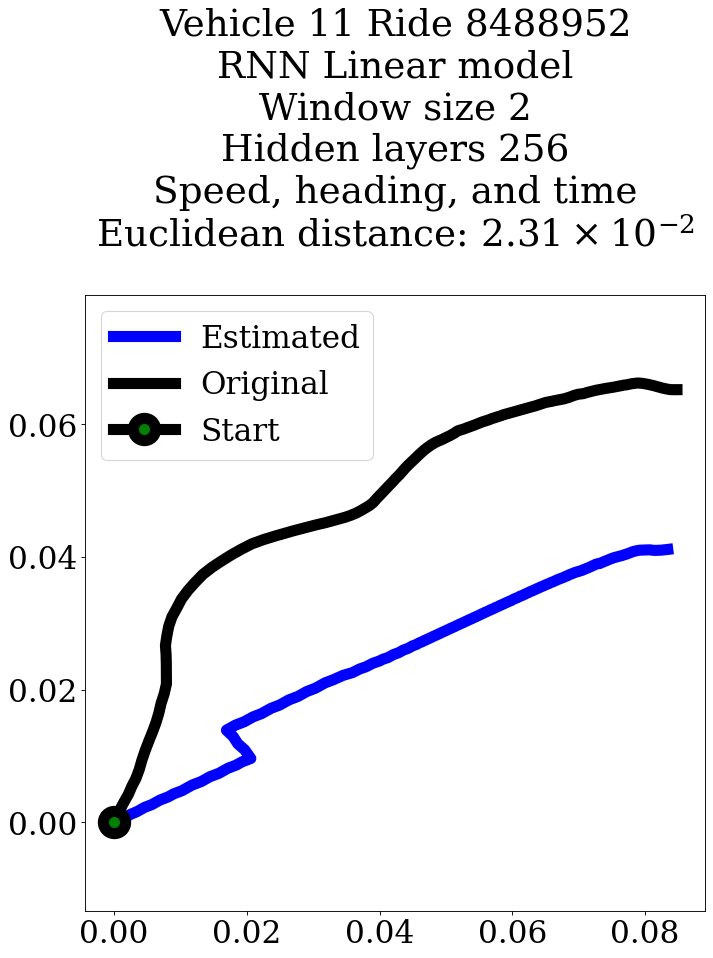 Vehicle 11 Ride 8488952
RNN Linear model
Window size 2
Hidden layers 256
Speed, heading, and time
Euclidean distance: 2.31 × 10⁻²
Estimated
Original
Start
0.06
0.04
0.02
0.00
0.00 0.02 0.04 0.06 0.08